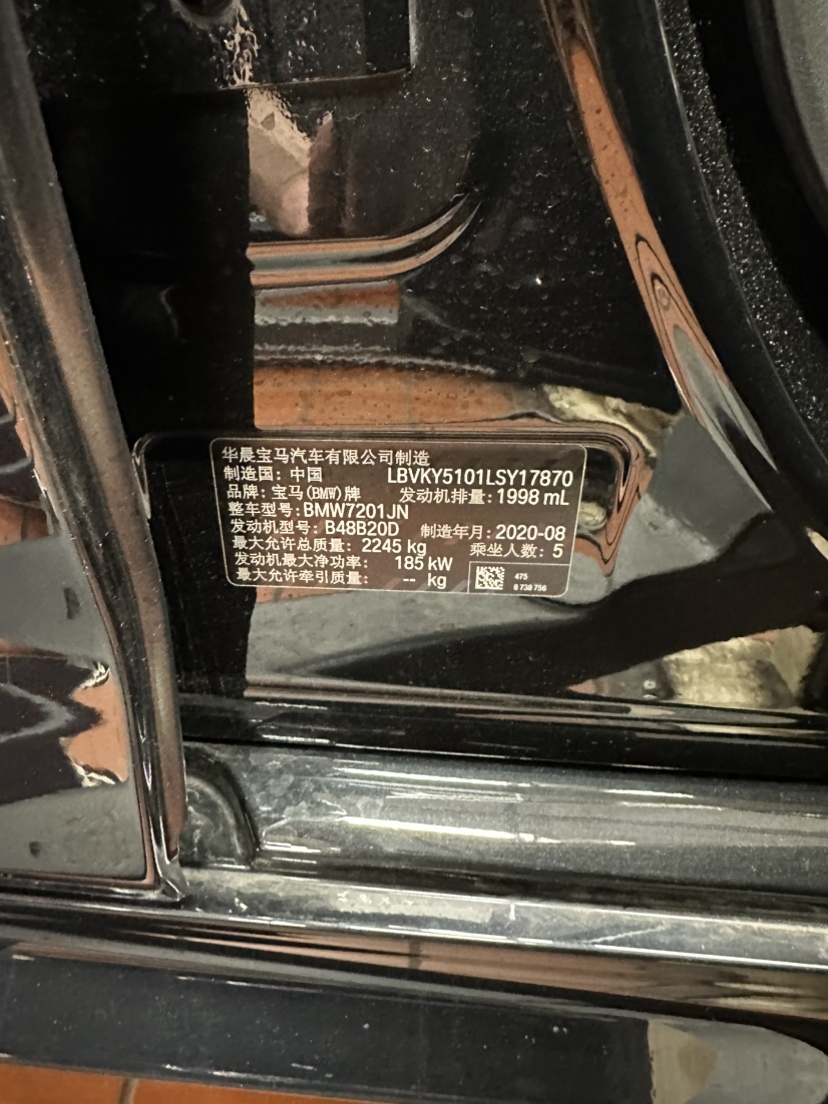 华晨宝马汽车有限公司制造
制造国：中国 LBVKY5101LSY17870
品牌：宝马(BMW)牌 发动机排量：1998 mL
整车型号：BMW7201JN
发动机型号：B48B20D 制造年月：2020-08
最大允许总质量：2245 kg 乘坐人数：5
发动机最大净功率：185 kW
最大允许牵引质量：-- kg
475
8 738 756